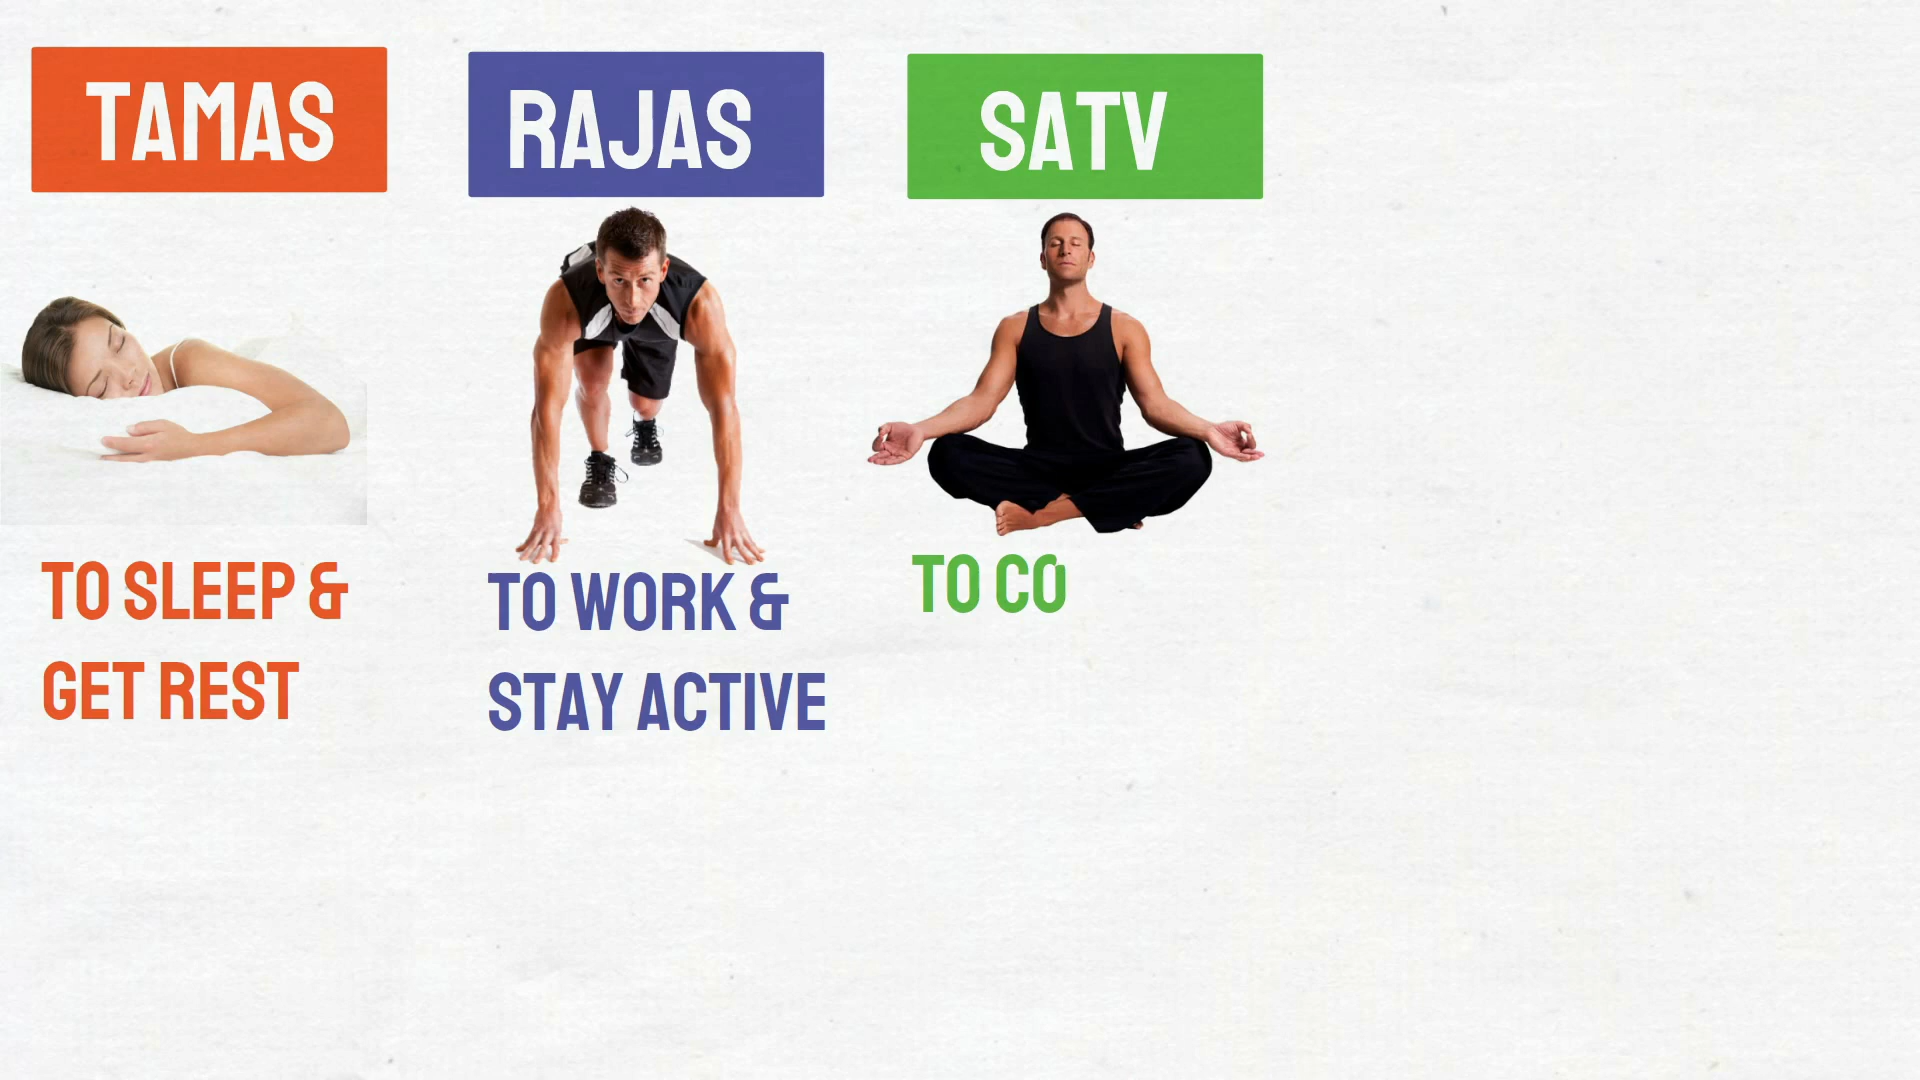 TAMAS
RAJAS
SATV
TO SLEEP &
GET REST
TO WORK &
STAY ACTIVE
TO CO